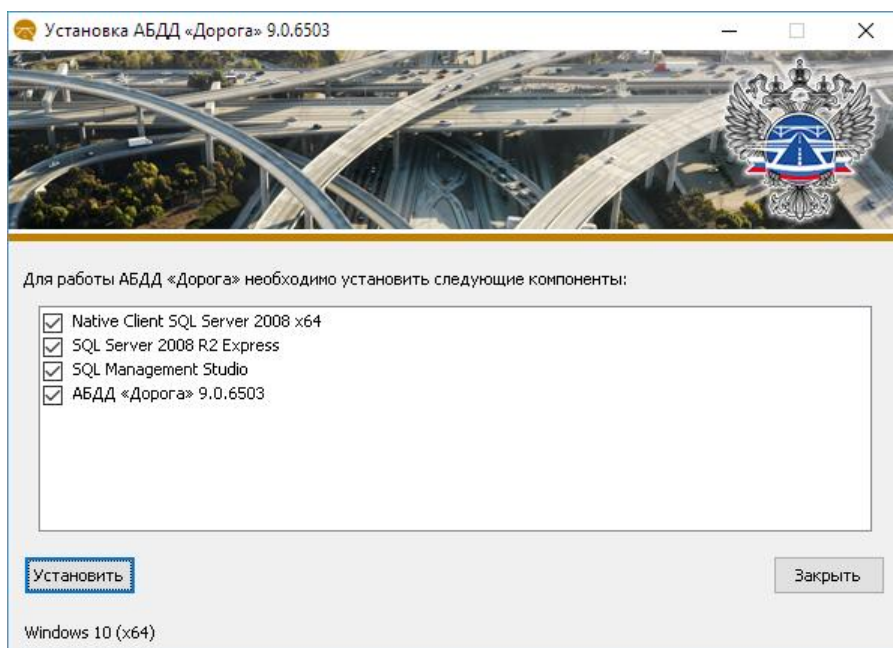 Установка АБДД «Дорога» 9.0.6503
Для работы АБДД «Дорога» необходимо установить следующие компоненты:
Native Client SQL Server 2008 x64
SQL Server 2008 R2 Express
SQL Management Studio
АБДД «Дорога» 9.0.6503
Установить
Закрыть
Windows 10 (x64)